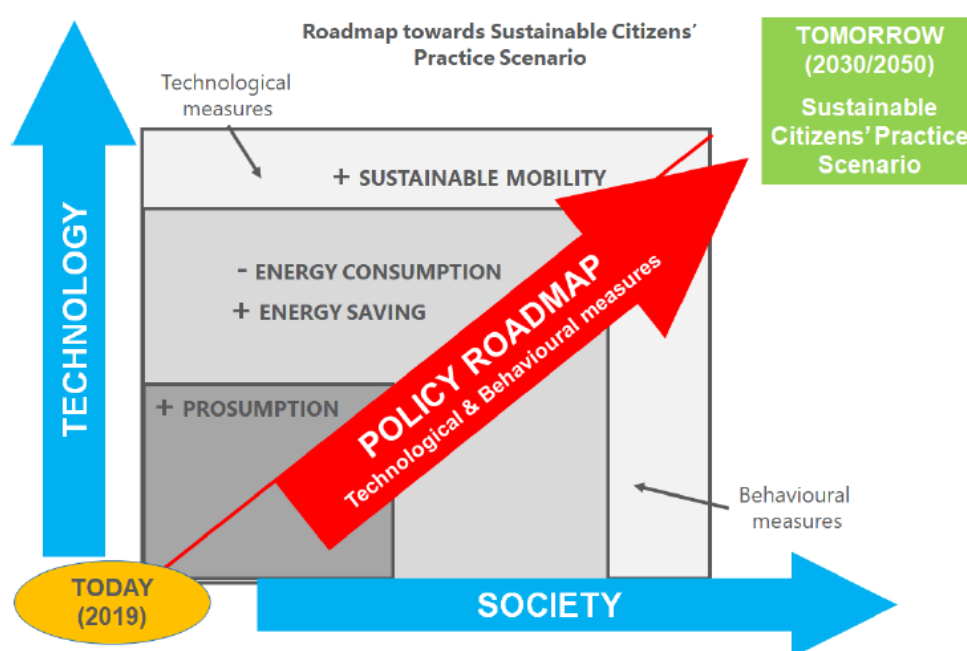 Roadmap towards Sustainable Citizens'
Practice Scenario
TOMORROW
(2030/2050)
Sustainable
Citizens' Practice
Scenario
Technological
measures
+ SUSTAINABLE MOBILITY
- ENERGY CONSUMPTION
+ ENERGY SAVING
+ PROSUMPTION
TECHNOLOGY
POLICY ROADMAP
Technological & Behavioural measures
Behavioural
measures
TODAY
(2019)
SOCIETY